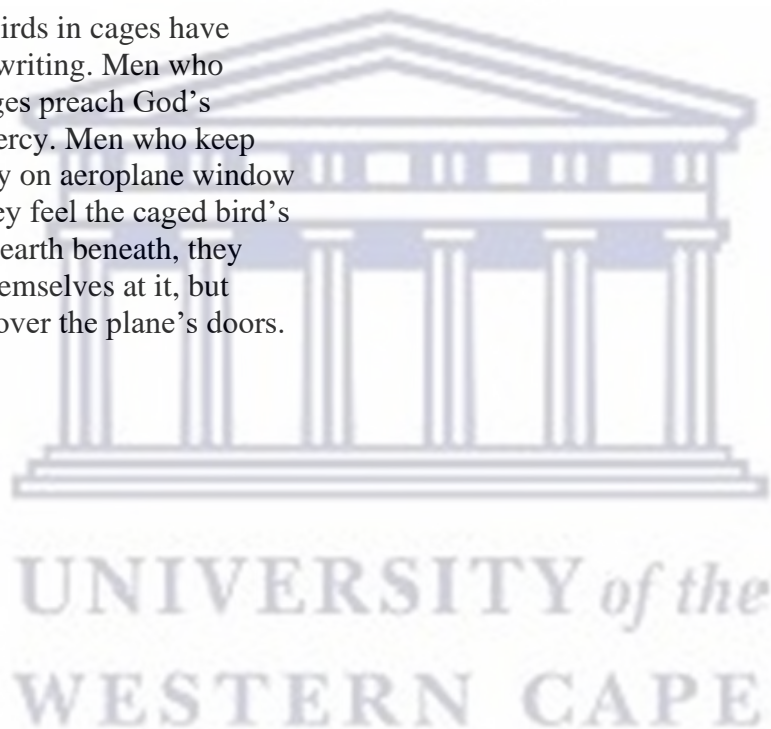 irds in cages have
writing. Men who
ges preach God's
ercy. Men who keep
y on aeroplane window
ey feel the caged bird's
earth beneath, they
emselves at it, but
over the plane's doors.
UNIVERSITY of the
WESTERN CAPE